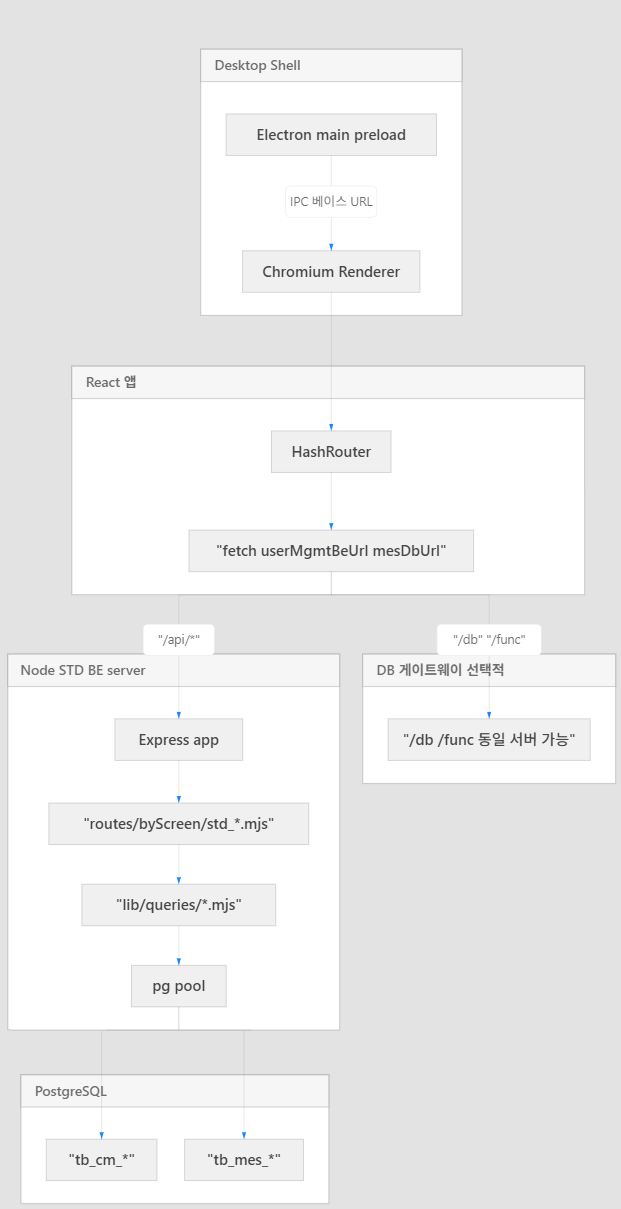 Desktop Shell
Electron main preload
IPC 베이스 URL
Chromium Renderer
React 앱
HashRouter
"fetch userMgmtBeUrl mesDbUrl"
"/api/*"
"/db" "/func"
Node STD BE server
DB 게이트웨이 선택적
Express app
"/db /func 동일 서버 가능"
"routes/byScreen/std_*.mjs"
"lib/queries/*.mjs"
pg pool
PostgreSQL
"tb_cm_*"
"tb_mes_*"